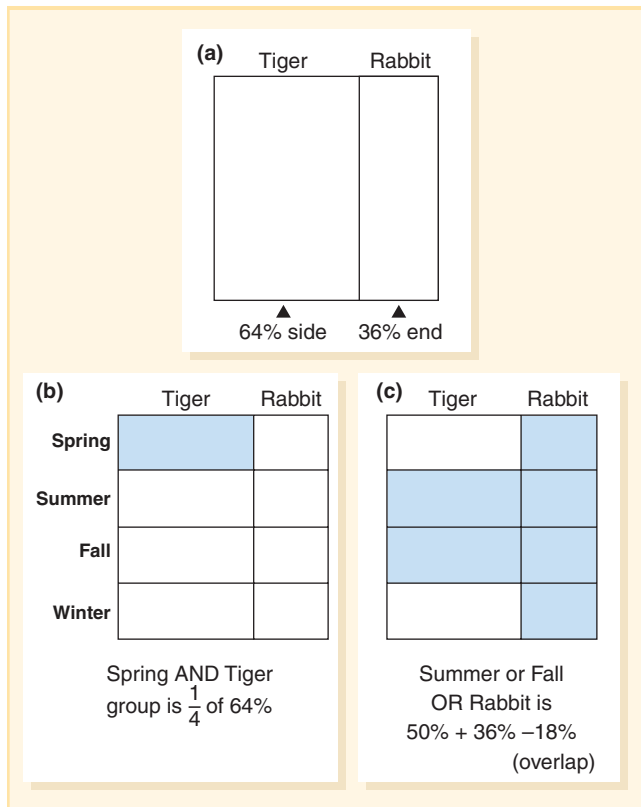 (a)
Tiger Rabbit
64% side 36% end
(b)
Tiger Rabbit
Spring
Summer
Fall
Winter
Spring AND Tiger
group is 1/4 of 64%
(c)
Tiger Rabbit
Summer or Fall
OR Rabbit is
50% + 36% –18%
(overlap)